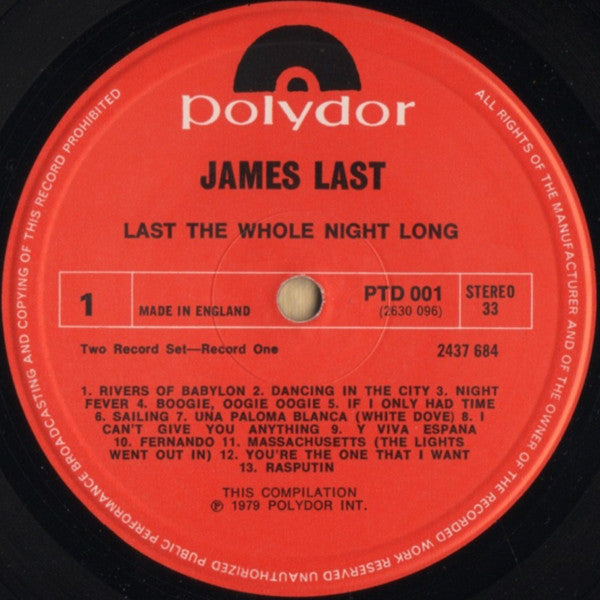 polydor
JAMES LAST
LAST THE WHOLE NIGHT LONG
1
MADE IN ENGLAND
PTD 001
(2630 096)
STEREO
33
Two Record Set—Record One
2437 684
1. RIVERS OF BABYLON 2. DANCING IN THE CITY 3. NIGHT
FEVER 4. BOOGIE, OOGIE OOGIE 5. IF I ONLY HAD TIME
6. SAILING 7. UNA PALOMA BLANCA (WHITE DOVE) 8. I
CAN'T GIVE YOU ANYTHING 9. Y VIVA ESPANA
10. FERNANDO 11. MASSACHUSETTS (THE LIGHTS
WENT OUT IN) 12. YOU'RE THE ONE THAT I WANT
13. RASPUTIN
THIS COMPILATION
℗ 1979 POLYDOR INT.
ALL RIGHTS OF THE MANUFACTURER AND OF THE OWNER OF THE RECORDED WORK RESERVED UNAUTHORIZED PUBLIC PERFORMANCE BROADCASTING AND COPYING OF THIS RECORD PROHIBITED